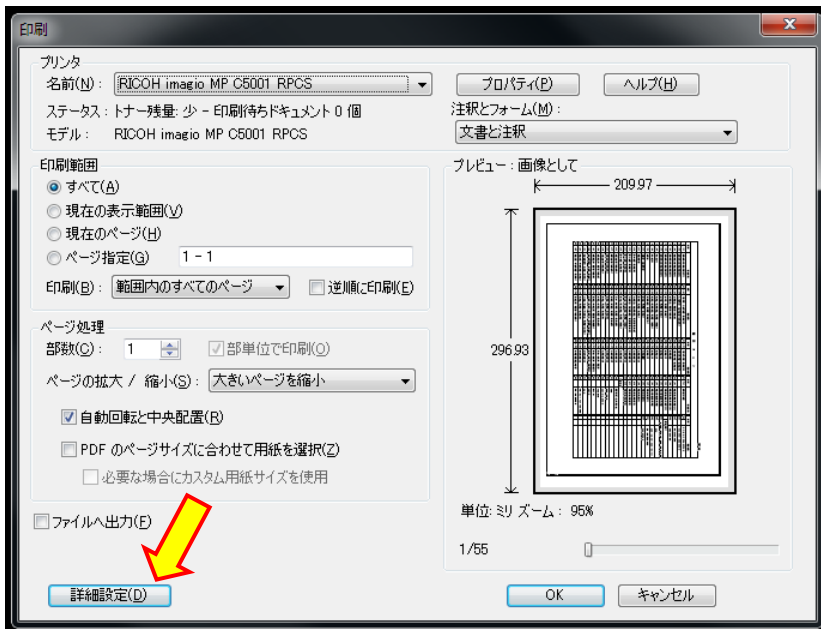 印刷
プリンタ
名前(N)： RICOH imagio MP C5001 RPCS
プロパティ(P)
ヘルプ(H)
ステータス： トナー残量: 少 - 印刷待ちドキュメント 0 個
注釈とフォーム(M)：
モデル： RICOH imagio MP C5001 RPCS
文書と注釈
印刷範囲
すべて(A)
現在の表示範囲(V)
現在のページ(H)
ページ指定(G) 1 - 1
印刷(B)： 範囲内のすべてのページ
逆順に印刷(E)
ページ処理
部数(C)： 1
部単位で印刷(O)
ページの拡大 / 縮小(S)： 大きいページを縮小
自動回転と中央配置(R)
PDF のページサイズに合わせて用紙を選択(Z)
必要な場合にカスタム用紙サイズを使用
ファイルへ出力(F)
プレビュー：画像として
209.97
296.93
単位: ミリ ズーム： 95%
1/55
詳細設定(D)
OK
キャンセル